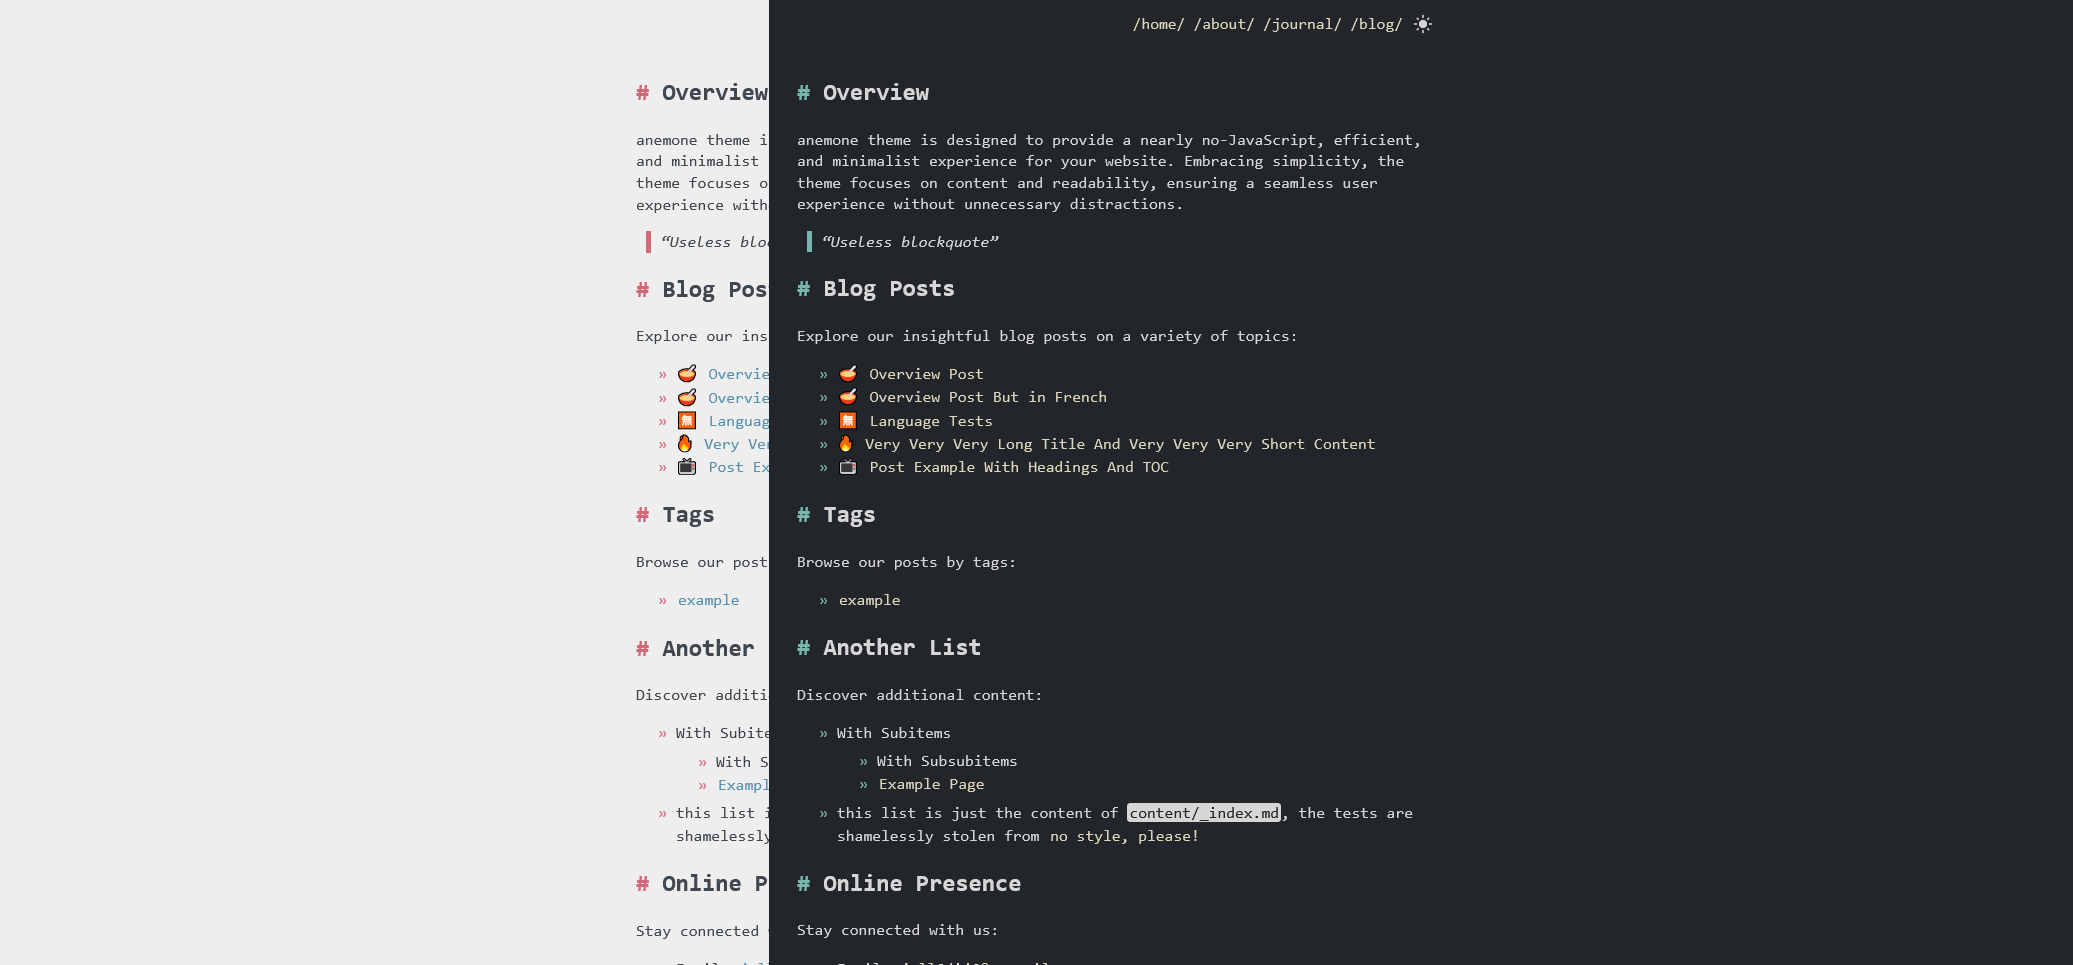 /home/ /about/ /journal/ /blog/
# Overview
anemone theme i
and minimalist
theme focuses o
experience with
“Useless bloc
# Blog Pos
Explore our ins
» Overvie
» Overvie
» 無 Languag
» Very Ver
» Post Ex
# Tags
Browse our post
» example
# Another
Discover additi
» With Subite
» With S
» Exampl
» this list i
shamelessly
# Online P
Stay connected
# Overview
anemone theme is designed to provide a nearly no-JavaScript, efficient,
and minimalist experience for your website. Embracing simplicity, the
theme focuses on content and readability, ensuring a seamless user
experience without unnecessary distractions.
“Useless blockquote”
# Blog Posts
Explore our insightful blog posts on a variety of topics:
» Overview Post
» Overview Post But in French
» 無 Language Tests
» Very Very Very Long Title And Very Very Very Short Content
» Post Example With Headings And TOC
# Tags
Browse our posts by tags:
» example
# Another List
Discover additional content:
» With Subitems
» With Subsubitems
» Example Page
» this list is just the content of content/_index.md, the tests are
shamelessly stolen from no style, please!
# Online Presence
Stay connected with us: